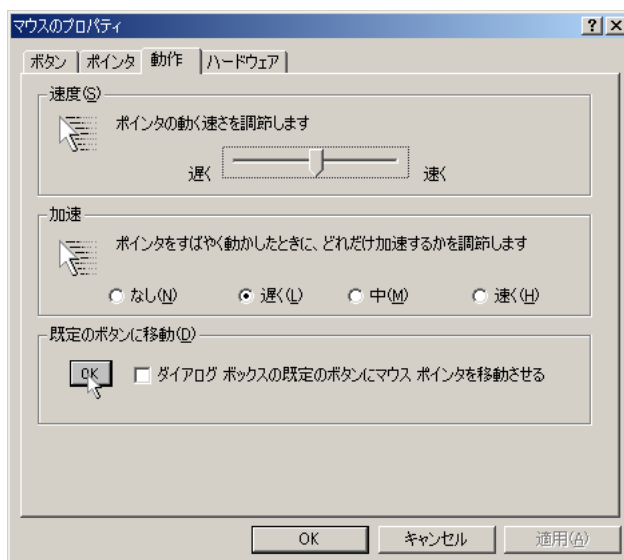 マウスのプロパティ
ボタン ポインタ 動作 ハードウェア
速度(S)
ポインタの動く速さを調節します
遅く 速く
加速
ポインタをすばやく動かしたときに、どれだけ加速するかを調節します
なし(N) 遅く(L) 中(M) 速く(H)
既定のボタンに移動(D)
OK ダイアログ ボックスの既定のボタンにマウス ポインタを移動させる
OK キャンセル 適用(A)